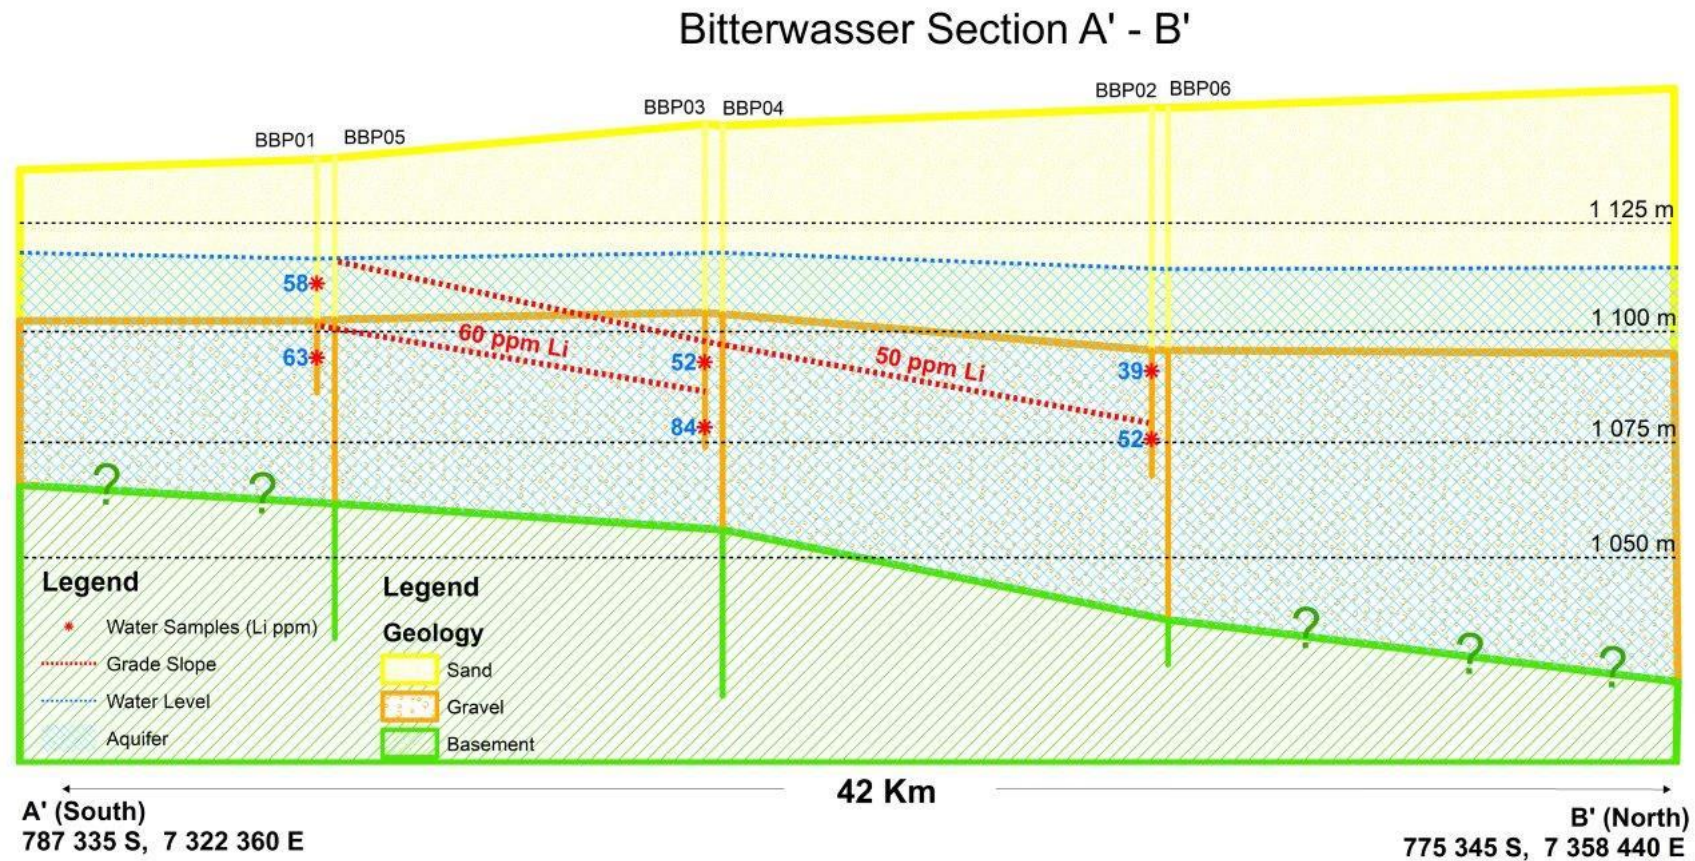 Bitterwasser Section A' - B'
BBP01 BBP05
BBP03 BBP04
BBP02 BBP06
1 125 m
58
1 100 m
60 ppm Li
50 ppm Li
63
52
39
84
52
1 075 m
? ?
1 050 m
? ? ?
Legend
Water Samples (Li ppm)
Grade Slope
Water Level
Aquifer
Legend
Geology
Sand
Gravel
Basement
42 Km
A' (South)
787 335 S, 7 322 360 E
B' (North)
775 345 S, 7 358 440 E